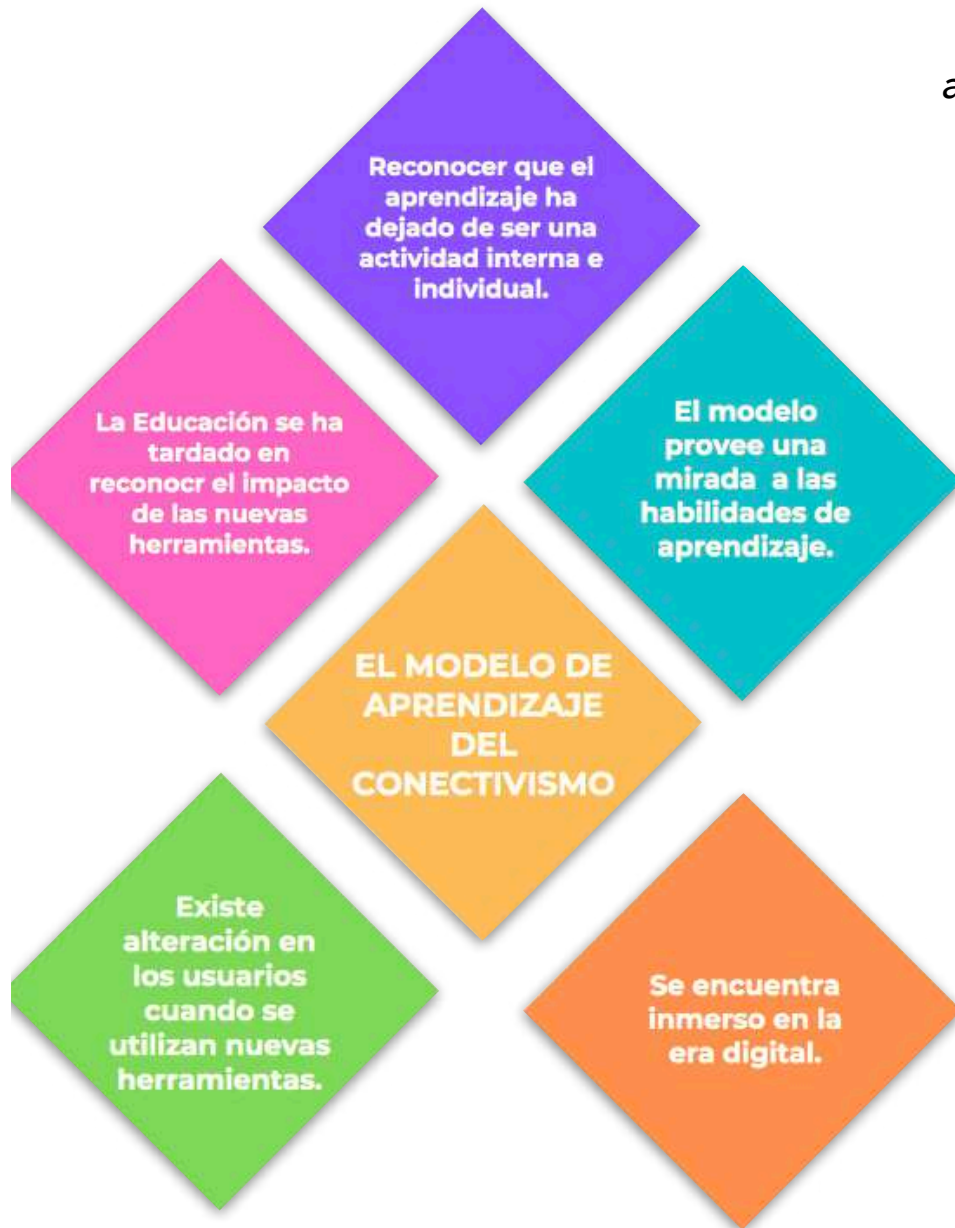 a
Reconocer que el
aprendizaje ha
dejado de ser una
actividad interna e
individual.
La Educación se ha
tardado en
reconocr el impacto
de las nuevas
herramientas.
El modelo
provee una
mirada a las
habilidades de
aprendizaje.
EL MODELO DE
APRENDIZAJE
DEL
CONECTIVISMO
Existe
alteración en
los usuarios
cuando se
utilizan nuevas
herramientas.
Se encuentra
inmerso en la
era digital.